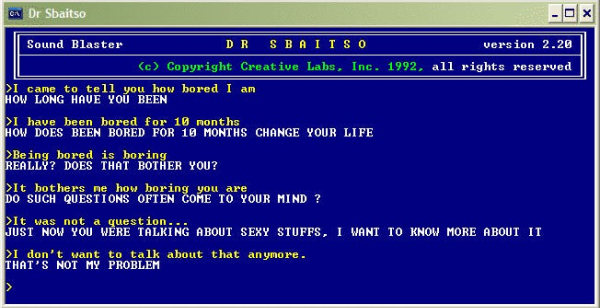 Dr Sbaitso
Sound Blaster D R S B A I T S O version 2.20
(c) Copyright Creative Labs, Inc. 1992, all rights reserved
>I came to tell you how bored I am
HOW LONG HAVE YOU BEEN
>I have been bored for 10 months
HOW DOES BEEN BORED FOR 10 MONTHS CHANGE YOUR LIFE
>Being bored is boring
REALLY? DOES THAT BOTHER YOU?
>It bothers me how boring you are
DO SUCH QUESTIONS OFTEN COME TO YOUR MIND ?
>It was not a question...
JUST NOW YOU WERE TALKING ABOUT SEXY STUFFS, I WANT TO KNOW MORE ABOUT IT
>I don't want to talk about that anymore.
THAT'S NOT MY PROBLEM
>